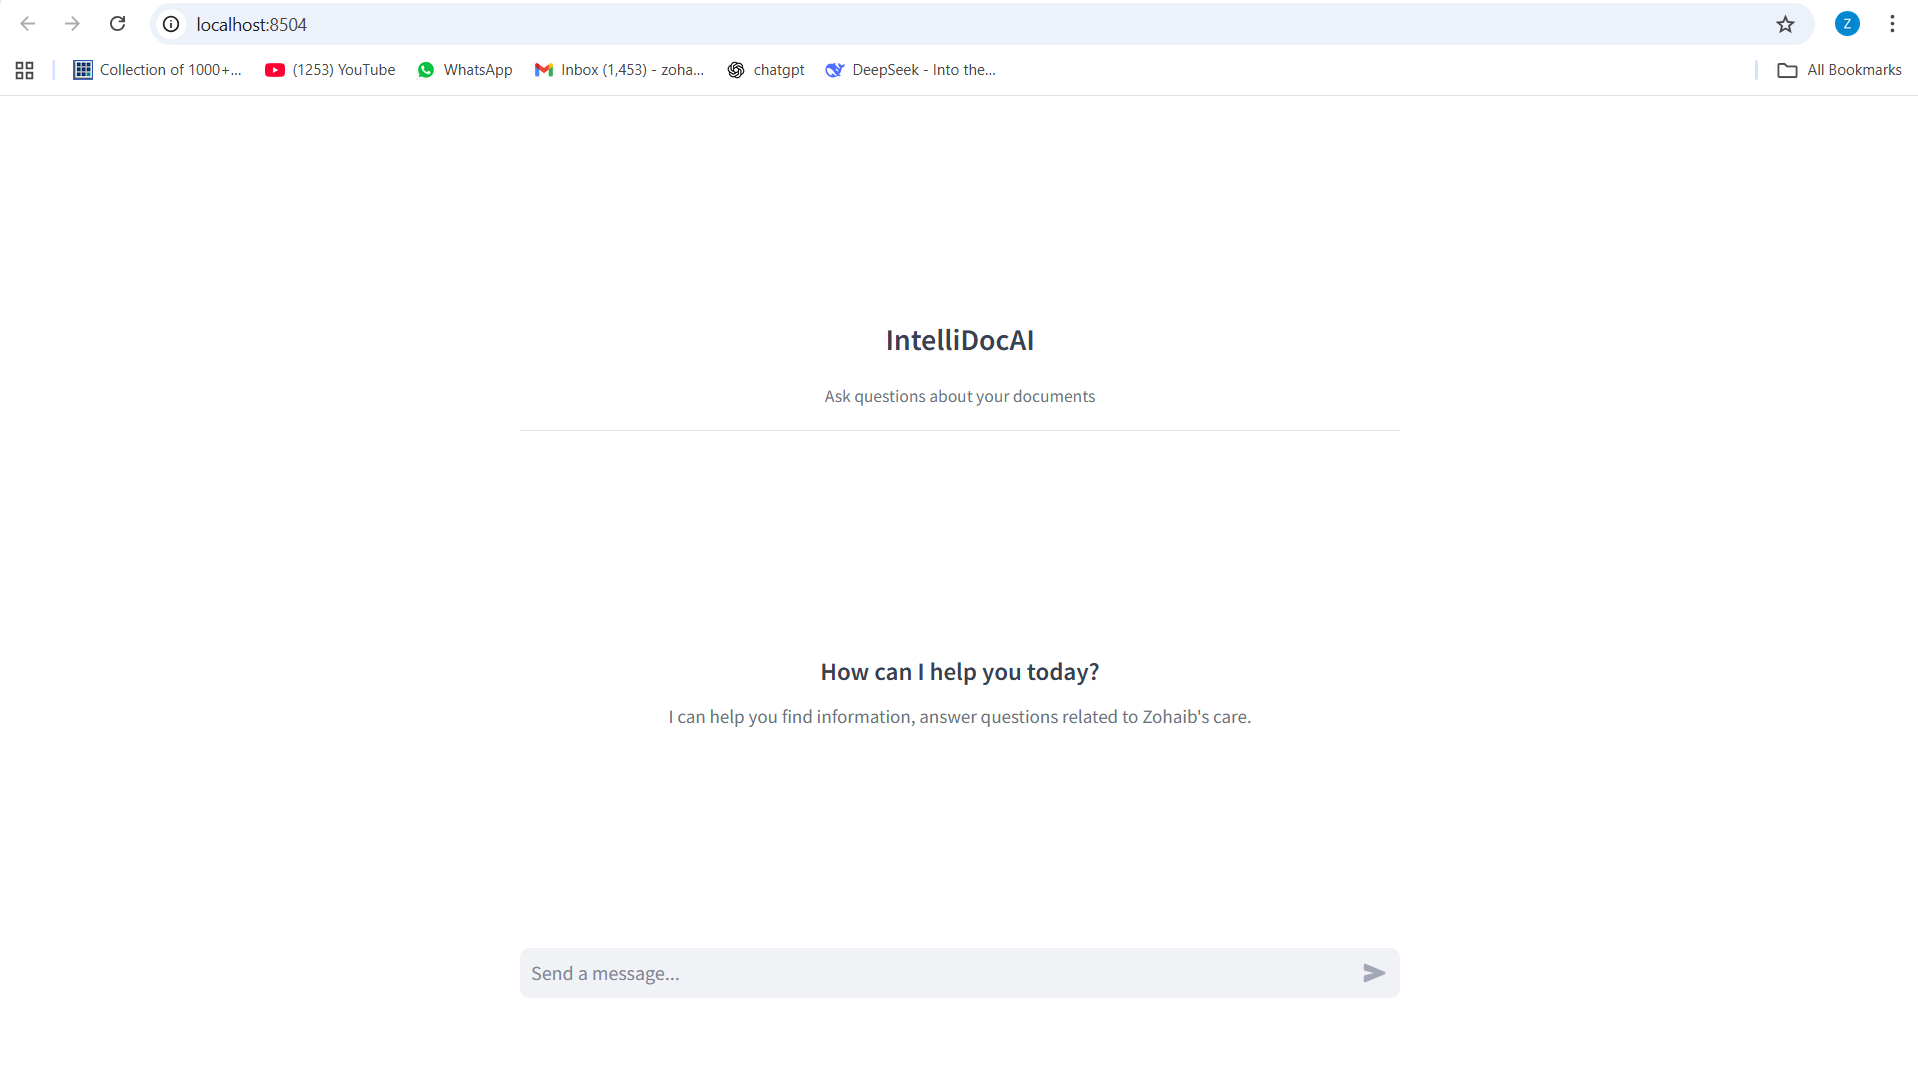 localhost:8504
Z
Collection of 1000+... (1253) YouTube WhatsApp Inbox (1,453) - zoha... chatgpt DeepSeek - Into the... All Bookmarks
IntelliDocAI
Ask questions about your documents
How can I help you today?
I can help you find information, answer questions related to Zohaib's care.
Send a message...